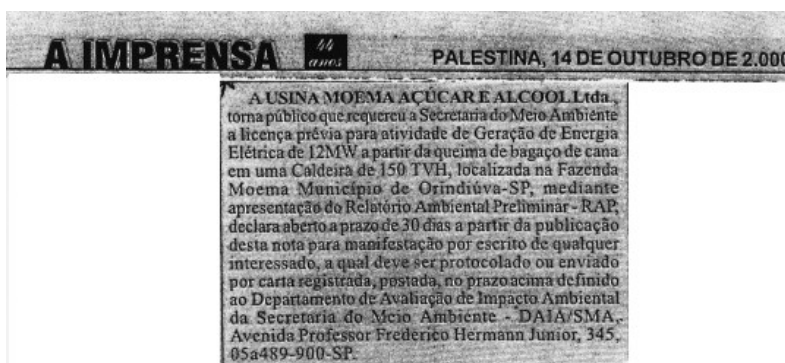 A IMPRENSA 44 anos PALESTINA, 14 DE OUTUBRO DE 2.000
A USINA MOEMA AÇÚCAR E ALCOOL Ltda.,
torna público que requereu a Secretaria do Meio Ambiente
a licença prévia para atividade de Geração de Energia
Elétrica de 12MW a partir da queima de bagaço de cana
em uma Caldeira de 150 TVH, localizada na Fazenda
Moema Município de Orindiúva-SP, mediante
apresentação do Relatório Ambiental Preliminar - RAP,
declara aberto a prazo de 30 dias a partir da publicação
desta nota para manifestação por escrito de qualquer
interessado, a qual deve ser protocolado ou enviado
por carta registrada, postada, no prazo acima definido
ao Departamento de Avaliação de Impacto Ambiental
da Secretaria do Meio Ambiente - DAIA/SMA,
Avenida Professor Frederico Hermann Junior, 345,
05a489-900-SP.